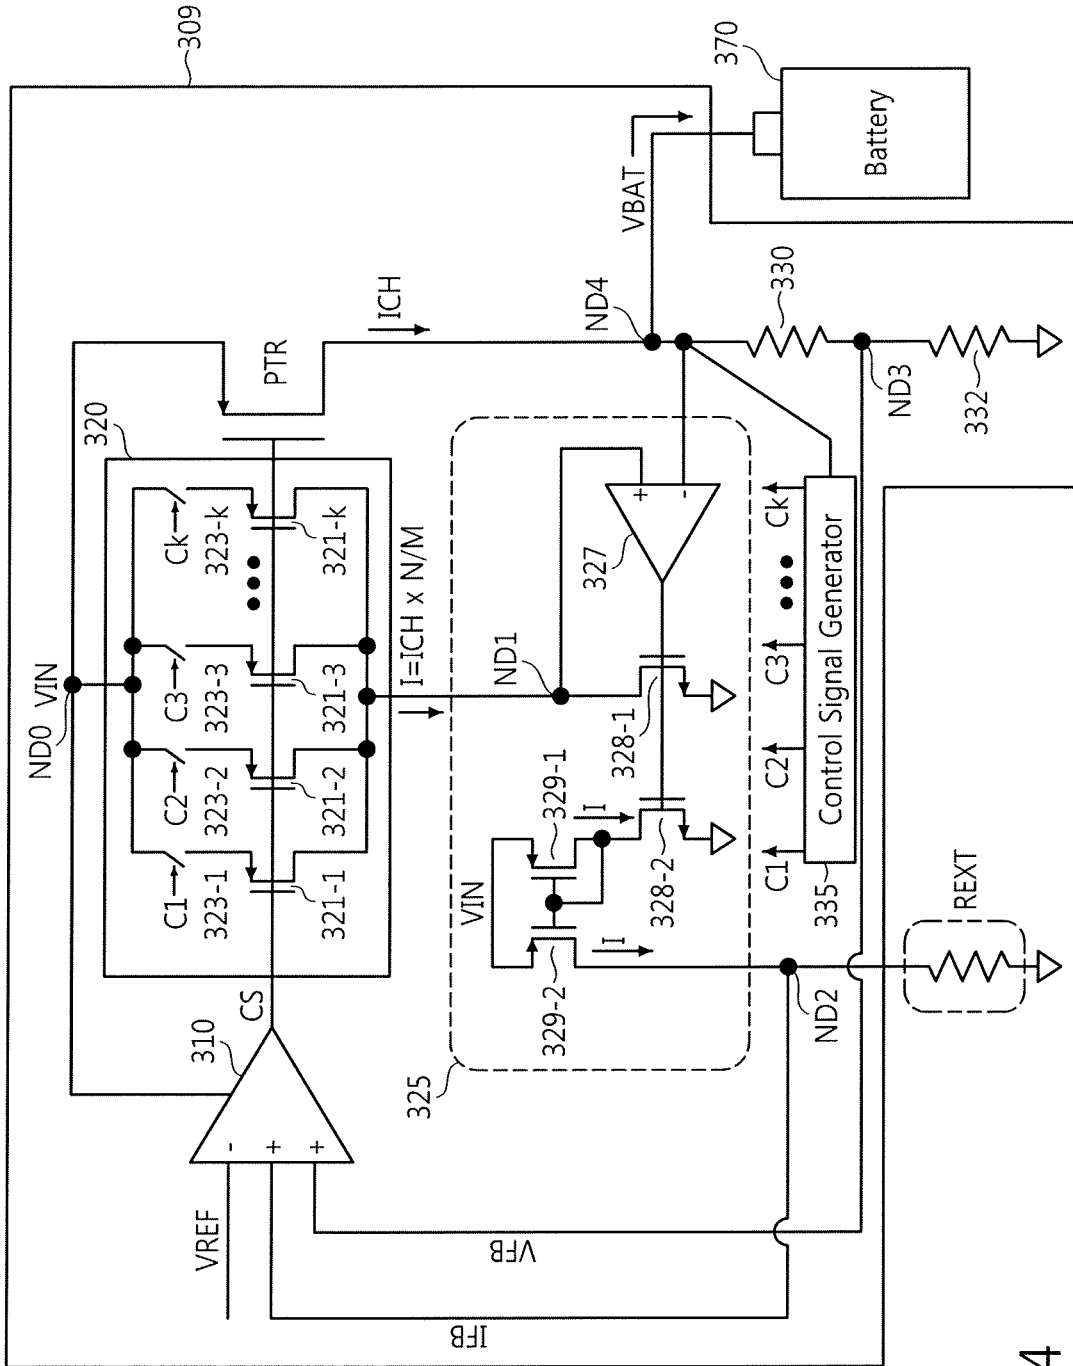 309
ND0 VIN
320
C1
C2
C3
Ck
323-1
323-2
323-3
323-k
321-1
321-2
321-3
321-k
PTR
ICH
310
CS
-
+
+
VREF
IFB
VFB
I=ICH x N/M
325
VIN
329-1
329-2
I
I
328-1
328-2
ND1
327
+
-
ND4
VBAT
370
Battery
330
ND3
332
C1
C2
C3
Ck
Control Signal Generator
335
ND2
REXT
4